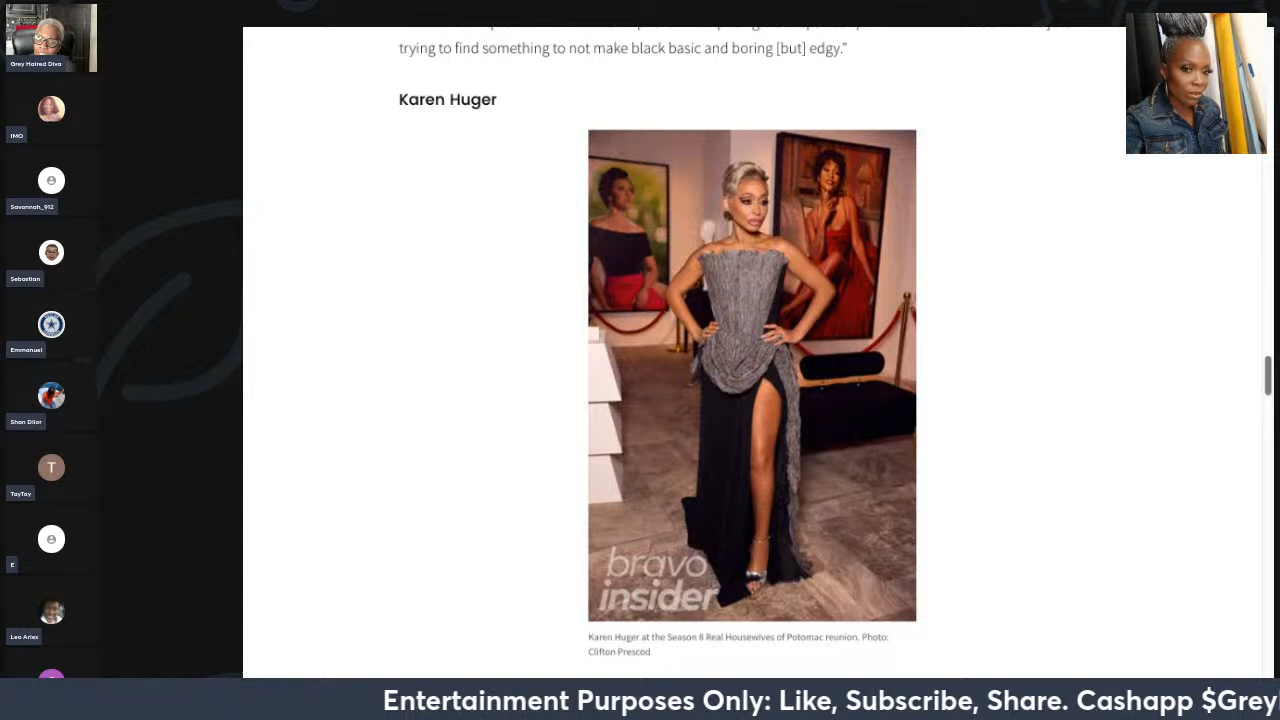 trying to find something to not make black basic and boring [but] edgy."
Karen Huger
bravo
insider
Karen Huger at the Season 8 Real Housewives of Potomac reunion. Photo:
Clifton Prescod
Grey Haired Diva
IMO
Savannah_912
Sebastian
Emmanuel
Shan Dilor
T
TayTay
E
Leo Aries
Entertainment Purposes Only: Like, Subscribe, Share. Cashapp $Grey